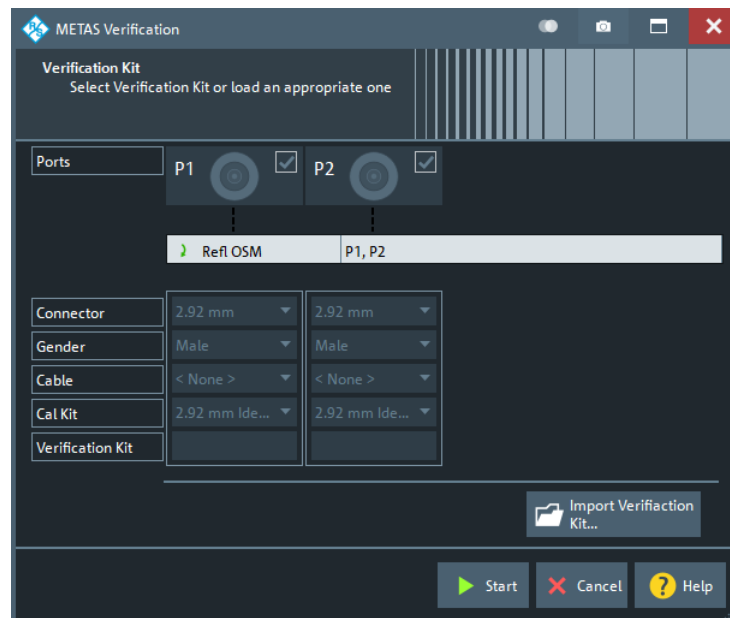 METAS Verification
Verification Kit
Select Verification Kit or load an appropriate one
Ports
P1
P2
Refl OSM
P1, P2
Connector
2.92 mm
2.92 mm
Gender
Male
Male
Cable
< None >
< None >
Cal Kit
2.92 mm Ide...
2.92 mm Ide...
Verification Kit
Import Verifiaction
Kit...
Start
Cancel
? Help